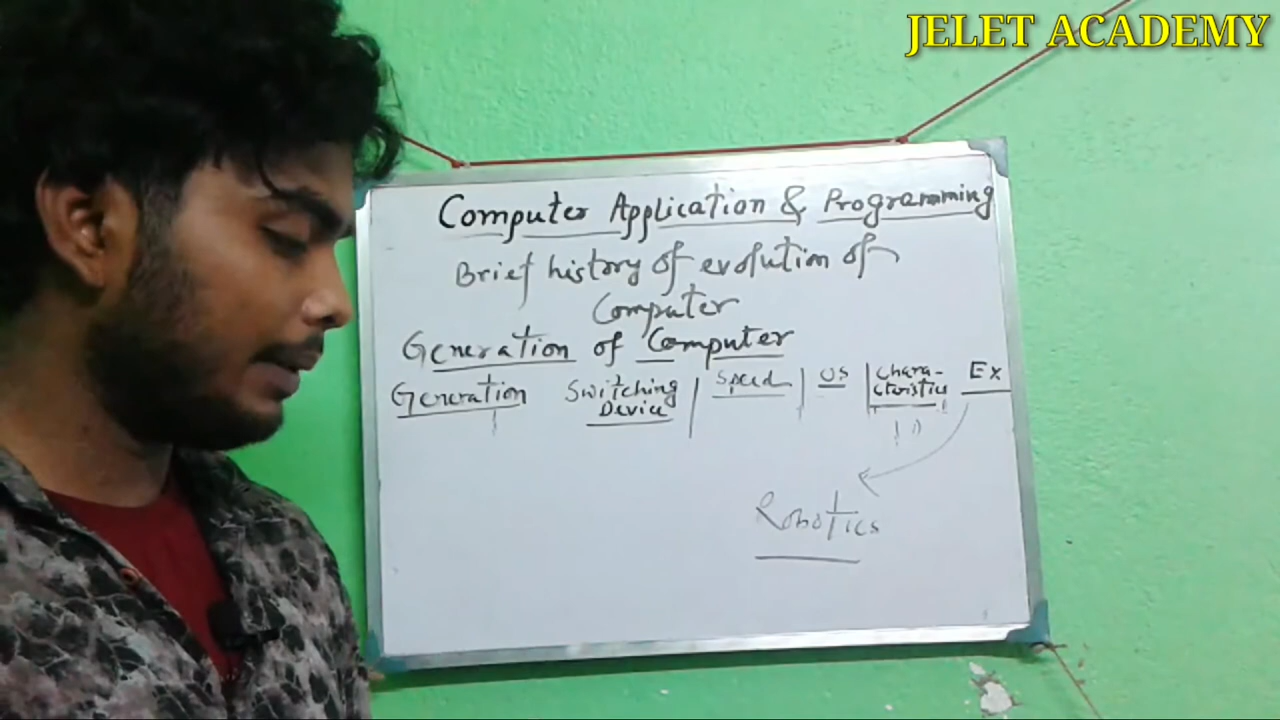 JELET ACADEMY
Computer Application & Programming
Brief history of evolution of
Computer
Generation of Computer
Generation Switching Device | Speed | OS | Chara-cteristics Ex
Robotics